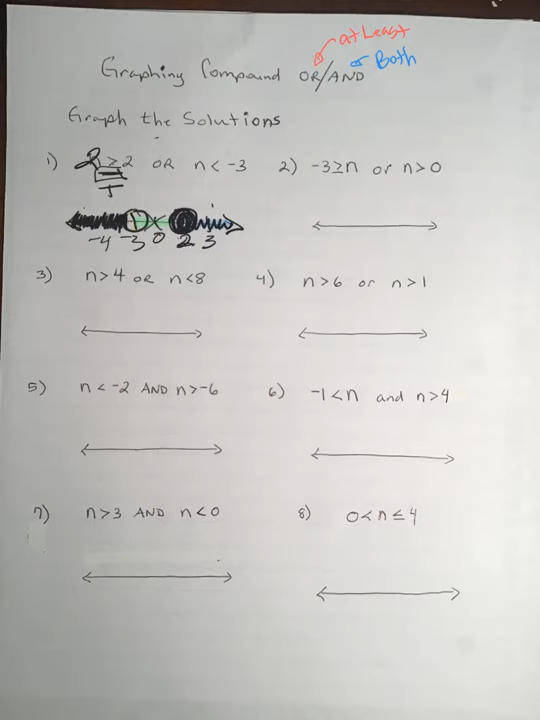 at Least
Graphing Compound OR/AND Both
Graph the Solutions
1) 2 ≥ 2 OR n < -3
T
-4 -3 0 2 3
2) -3 ≥ n or n > 0
3) n > 4 OR n < 8
4) n > 6 or n > 1
5) n < -2 AND n > -6
6) -1 < n and n > 4
7) n > 3 AND n < 0
8) 0 < n ≤ 4